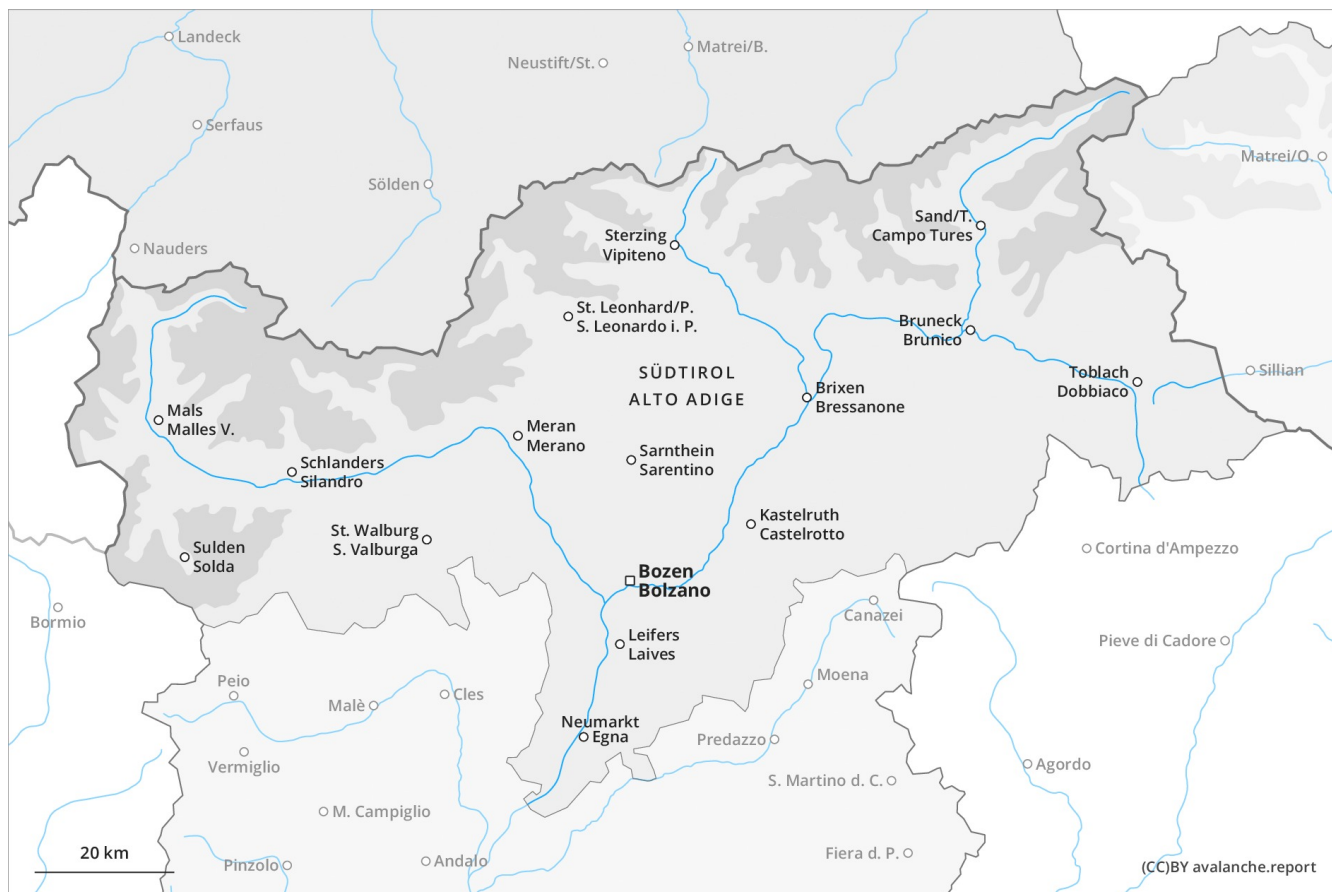 Landeck
Matrei/B.
Neustift/St.
Serfaus
Matrei/O.
Sölden
Sand/T.
Campo Tures
Sterzing
Vipiteno
Nauders
St. Leonhard/P.
S. Leonardo i. P.
Bruneck
Brunico
SÜDTIROL
ALTO ADIGE
Toblach
Dobbiaco
Sillian
Brixen
Bressanone
Mals
Malles V.
Meran
Merano
Sarnthein
Sarentino
Schlanders
Silandro
Kastelruth
Castelrotto
St. Walburg
S. Valburga
Sulden
Solda
Cortina d'Ampezzo
Bozen
Bolzano
Bormio
Canazei
Leifers
Laives
Pieve di Cadore
Peio
Moena
Malè
Cles
Neumarkt
Egna
Predazzo
Vermiglio
Agordo
S. Martino d. C.
M. Campiglio
20 km
Pinzolo
Andalo
Fiera d. P.
(CC)BY avalanche.report